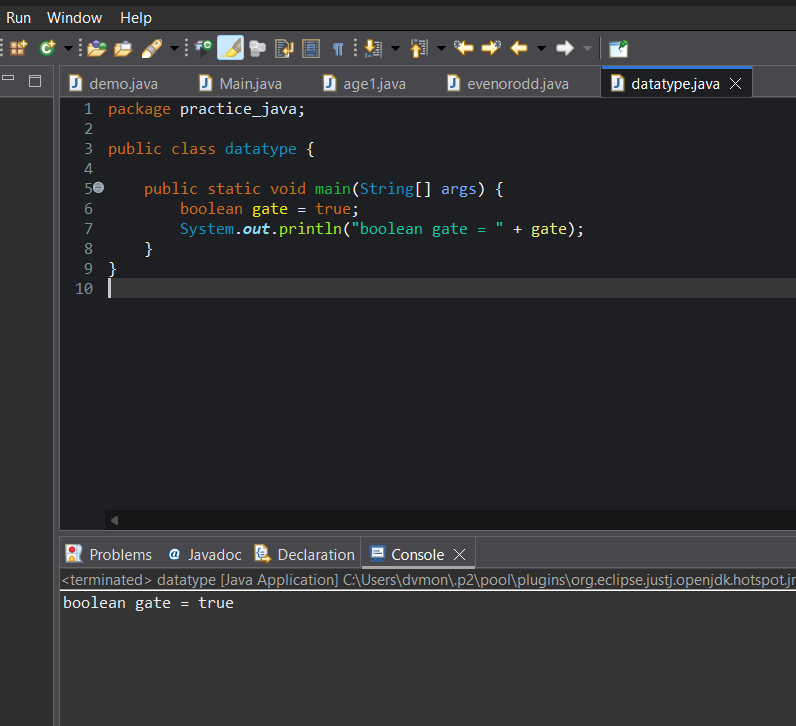 Run Window Help
demo.java Main.java age1.java evenorodd.java datatype.java
1 package practice_java;
2
3 public class datatype {
4
5 public static void main(String[] args) {
6 boolean gate = true;
7 System.out.println("boolean gate = " + gate);
8 }
9 }
10
Problems @ Javadoc Declaration Console
<terminated> datatype [Java Application] C:\Users\dvmon\.p2\pool\plugins\org.eclipse.justj.openjdk.hotspot.jr
boolean gate = true